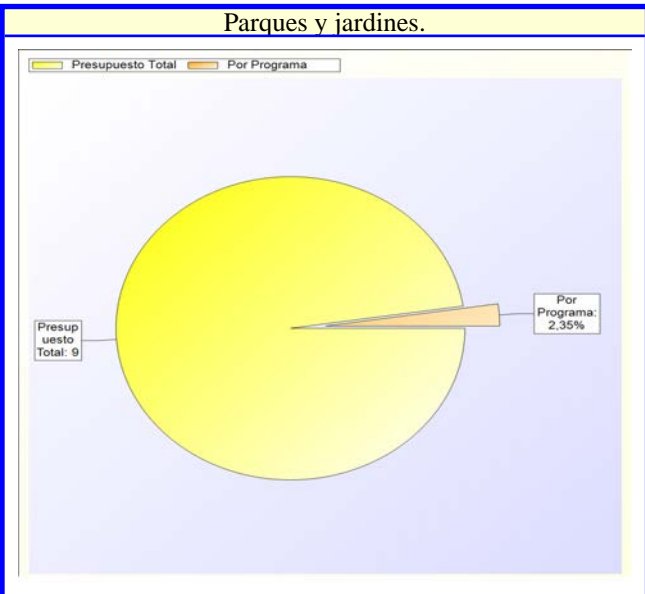 Parques y jardines.
Presupuesto Total Por Programa
Presup
uesto
Total: 9
Por
Programa:
2,35%